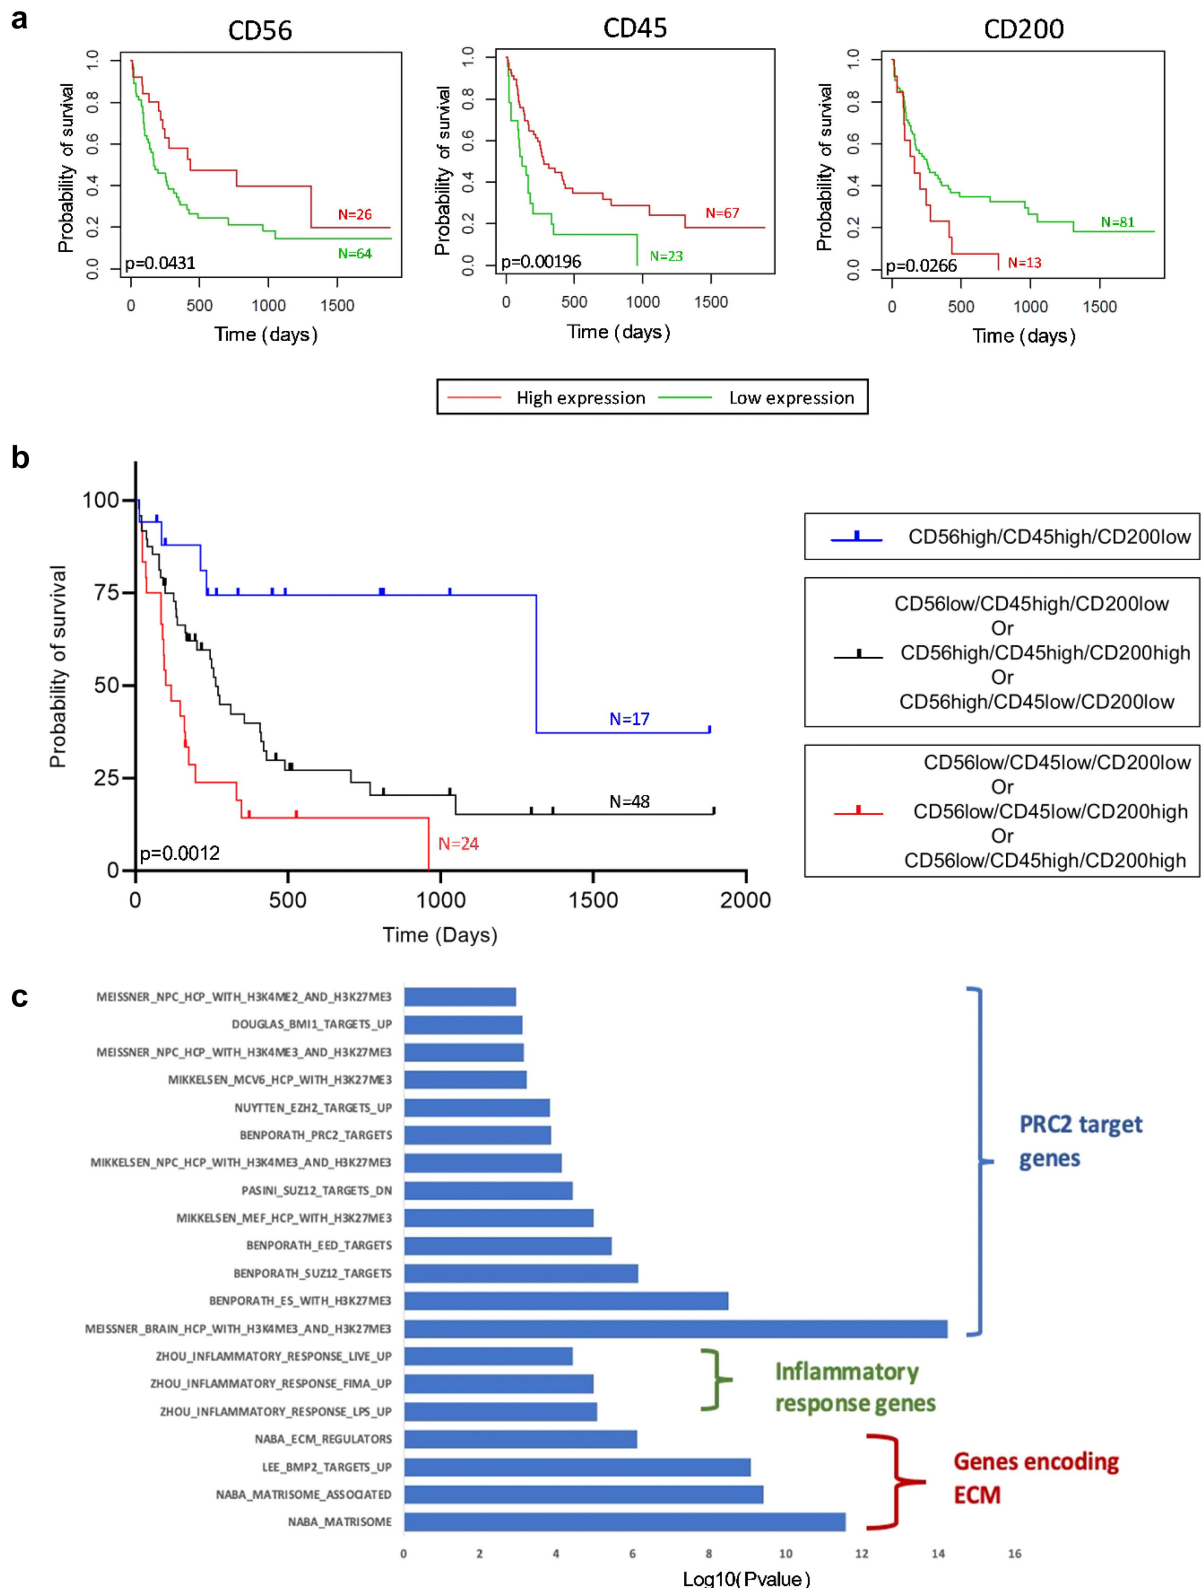 a
CD56
CD45
CD200
Probability of survival
1.0
0.8
0.6
0.4
0.2
0.0
N=26
N=64
p=0.0431
0 500 1000 1500
Time (days)
Probability of survival
1.0
0.8
0.6
0.4
0.2
0.0
N=67
N=23
p=0.00196
0 500 1000 1500
Time (days)
Probability of survival
1.0
0.8
0.6
0.4
0.2
0.0
N=81
N=13
p=0.0266
0 500 1000 1500
Time (days)
High expression Low expression
b
Probability of survival
100
75
50
25
0
N=17
N=48
N=24
p=0.0012
0 500 1000 1500 2000
Time (Days)
CD56high/CD45high/CD200low
CD56low/CD45high/CD200low
Or
CD56high/CD45high/CD200high
Or
CD56high/CD45low/CD200low
CD56low/CD45low/CD200low
Or
CD56low/CD45low/CD200high
Or
CD56low/CD45high/CD200high
c
MEISSNER_NPC_HCP_WITH_H3K4ME2_AND_H3K27ME3
DOUGLAS_BMI1_TARGETS_UP
MEISSNER_NPC_HCP_WITH_H3K4ME3_AND_H3K27ME3
MIKKELSEN_MCV6_HCP_WITH_H3K27ME3
NUYTTEN_EZH2_TARGETS_UP
BENPORATH_PRC2_TARGETS
MIKKELSEN_NPC_HCP_WITH_H3K4ME3_AND_H3K27ME3
PASINI_SUZ12_TARGETS_DN
MIKKELSEN_MEF_HCP_WITH_H3K27ME3
BENPORATH_EED_TARGETS
BENPORATH_SUZ12_TARGETS
BENPORATH_ES_WITH_H3K27ME3
MEISSNER_BRAIN_HCP_WITH_H3K4ME3_AND_H3K27ME3
ZHOU_INFLAMMATORY_RESPONSE_LIVE_UP
ZHOU_INFLAMMATORY_RESPONSE_FIMA_UP
ZHOU_INFLAMMATORY_RESPONSE_LPS_UP
NABA_ECM_REGULATORS
LEE_BMP2_TARGETS_UP
NABA_MATRISOME_ASSOCIATED
NABA_MATRISOME
PRC2 target
genes
Inflammatory
response genes
Genes encoding
ECM
0 2 4 6 8 10 12 14 16
Log10(Pvalue)